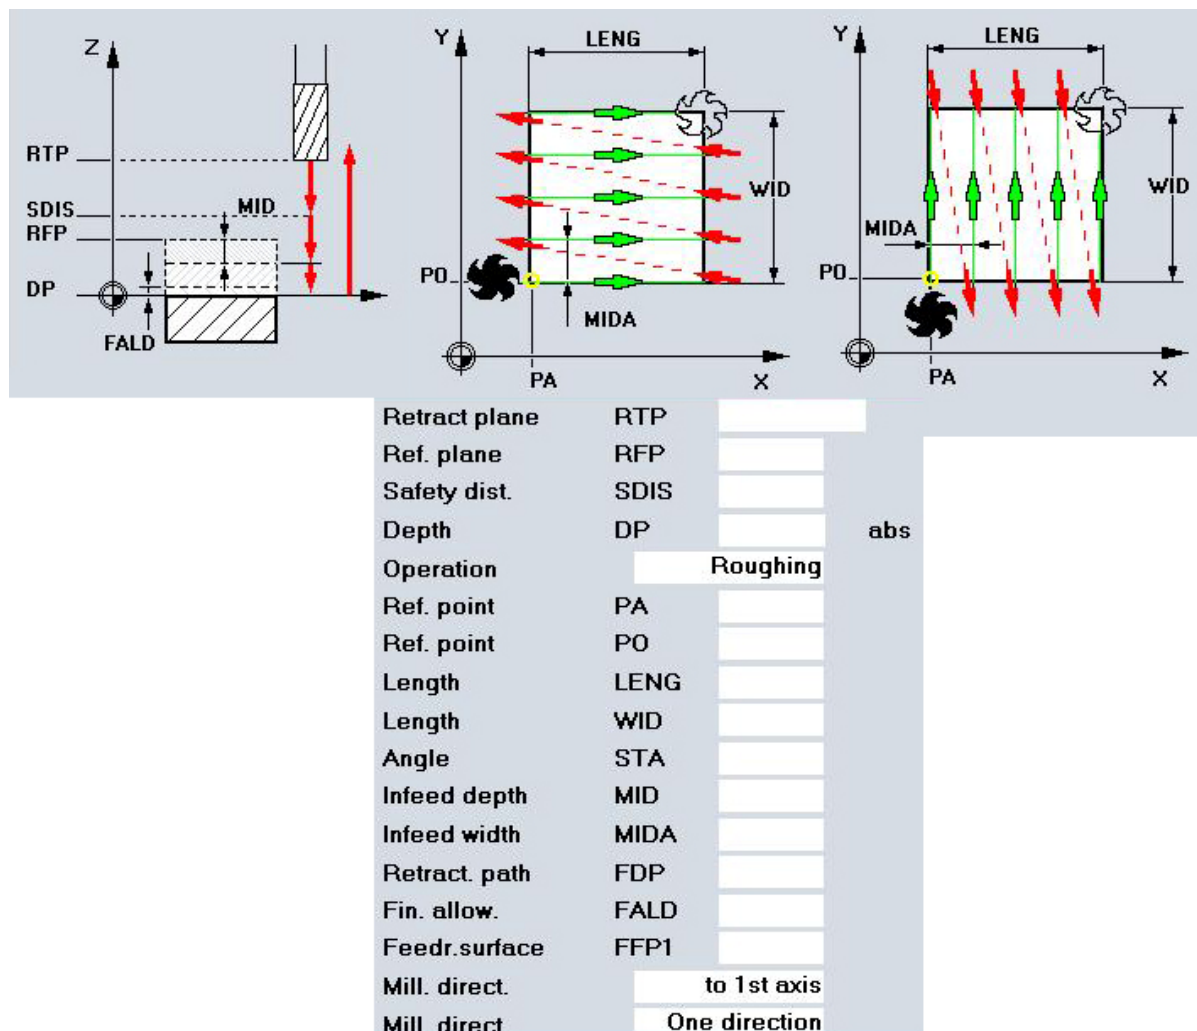 Z
RTP
SDIS
MID
RFP
DP
FALD
Y
LENG
WID
PO
MIDA
PA
X
Y
LENG
WID
MIDA
PO
PA
X
Retract plane RTP
Ref. plane RFP
Safety dist. SDIS
Depth DP abs
Operation Roughing
Ref. point PA
Ref. point PO
Length LENG
Length WID
Angle STA
Infeed depth MID
Infeed width MIDA
Retract. path FDP
Fin. allow. FALD
Feedr.surface FFP1
Mill. direct. to 1st axis
Mill. direct One direction